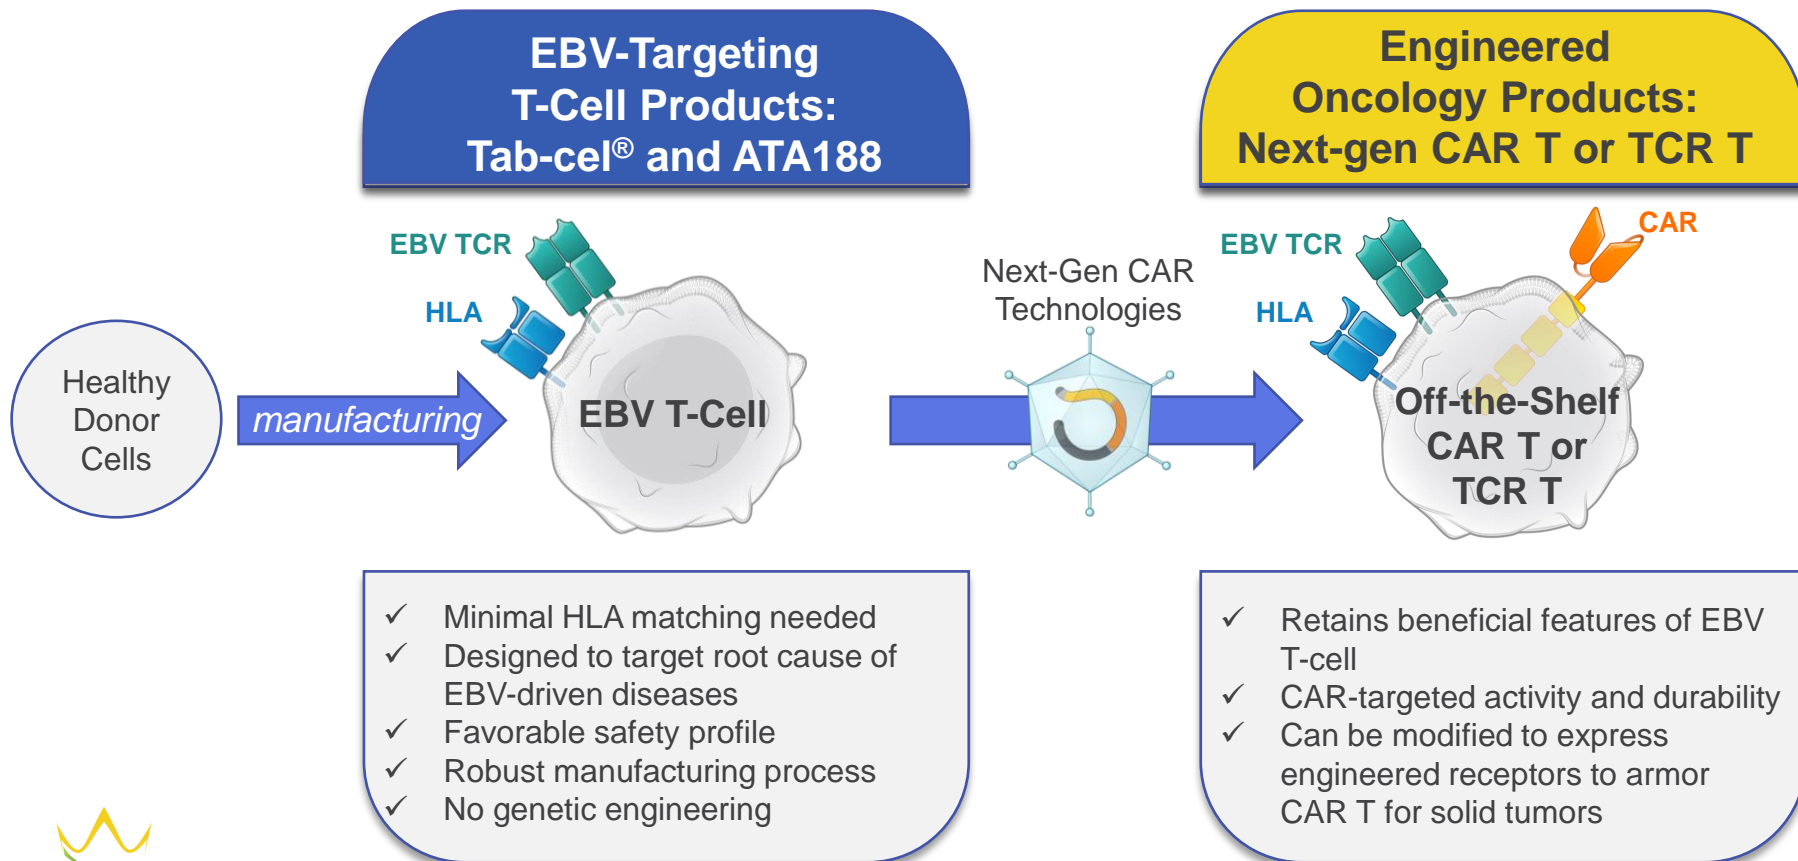 EBV-Targeting
T-Cell Products:
Tab-cel® and ATA188
Engineered
Oncology Products:
Next-gen CAR T or TCR T
Healthy
Donor
Cells
manufacturing
EBV TCR
HLA
EBV T-Cell
Next-Gen CAR
Technologies
EBV TCR
HLA
CAR
Off-the-Shelf
CAR T or
TCR T
✓ Minimal HLA matching needed
✓ Designed to target root cause of
EBV-driven diseases
✓ Favorable safety profile
✓ Robust manufacturing process
✓ No genetic engineering
✓ Retains beneficial features of EBV
T-cell
✓ CAR-targeted activity and durability
✓ Can be modified to express
engineered receptors to armor
CAR T for solid tumors